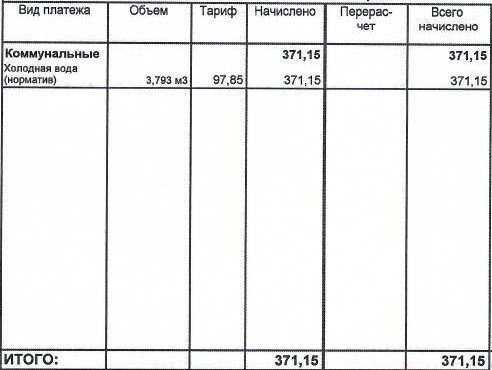 Вид платежа Объем Тариф Начислено Перерас-
чет Всего
начислено
Коммунальные 371,15 371,15
Холодная вода
(норматив) 3,793 м3 97,85 371,15 371,15
ИТОГО: 371,15 371,15